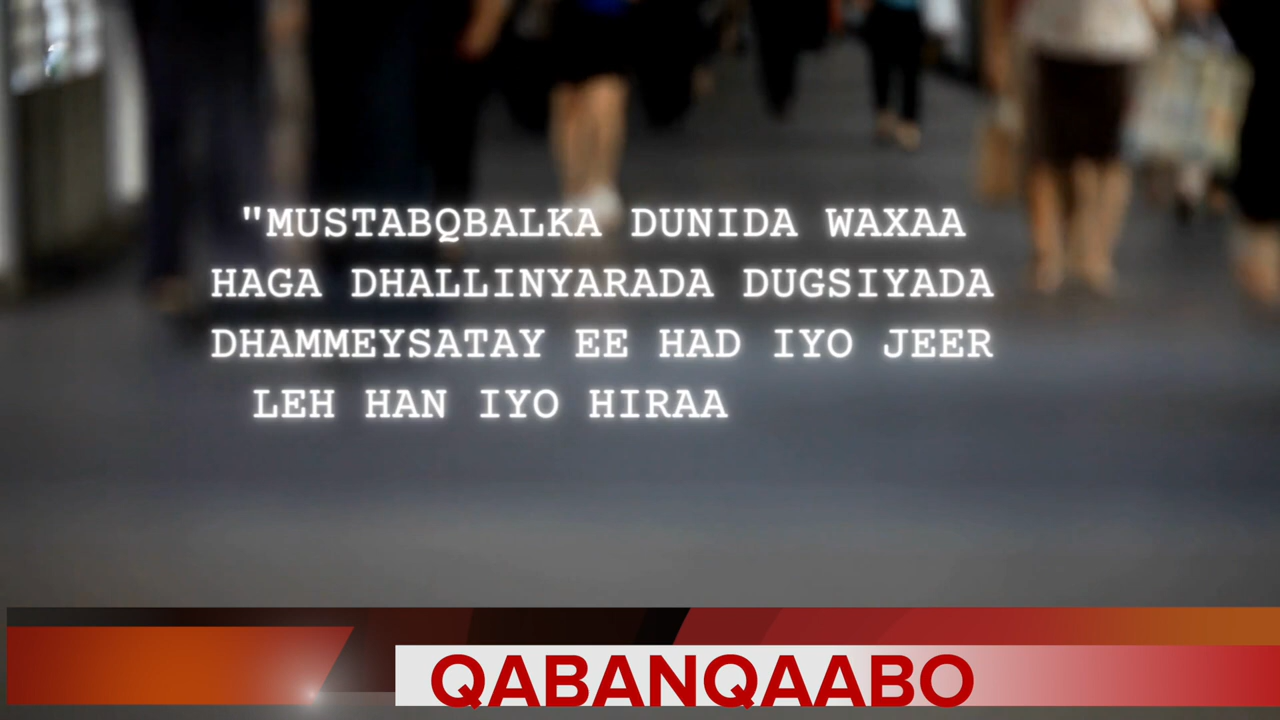 "MUSTABQBALKA DUNIDA WAXAA
HAGA DHALLINYARADA DUGSIYADA
DHAMMEYSATAY EE HAD IYO JEER
LEH HAN IYO HIRAA
QABANQAABO